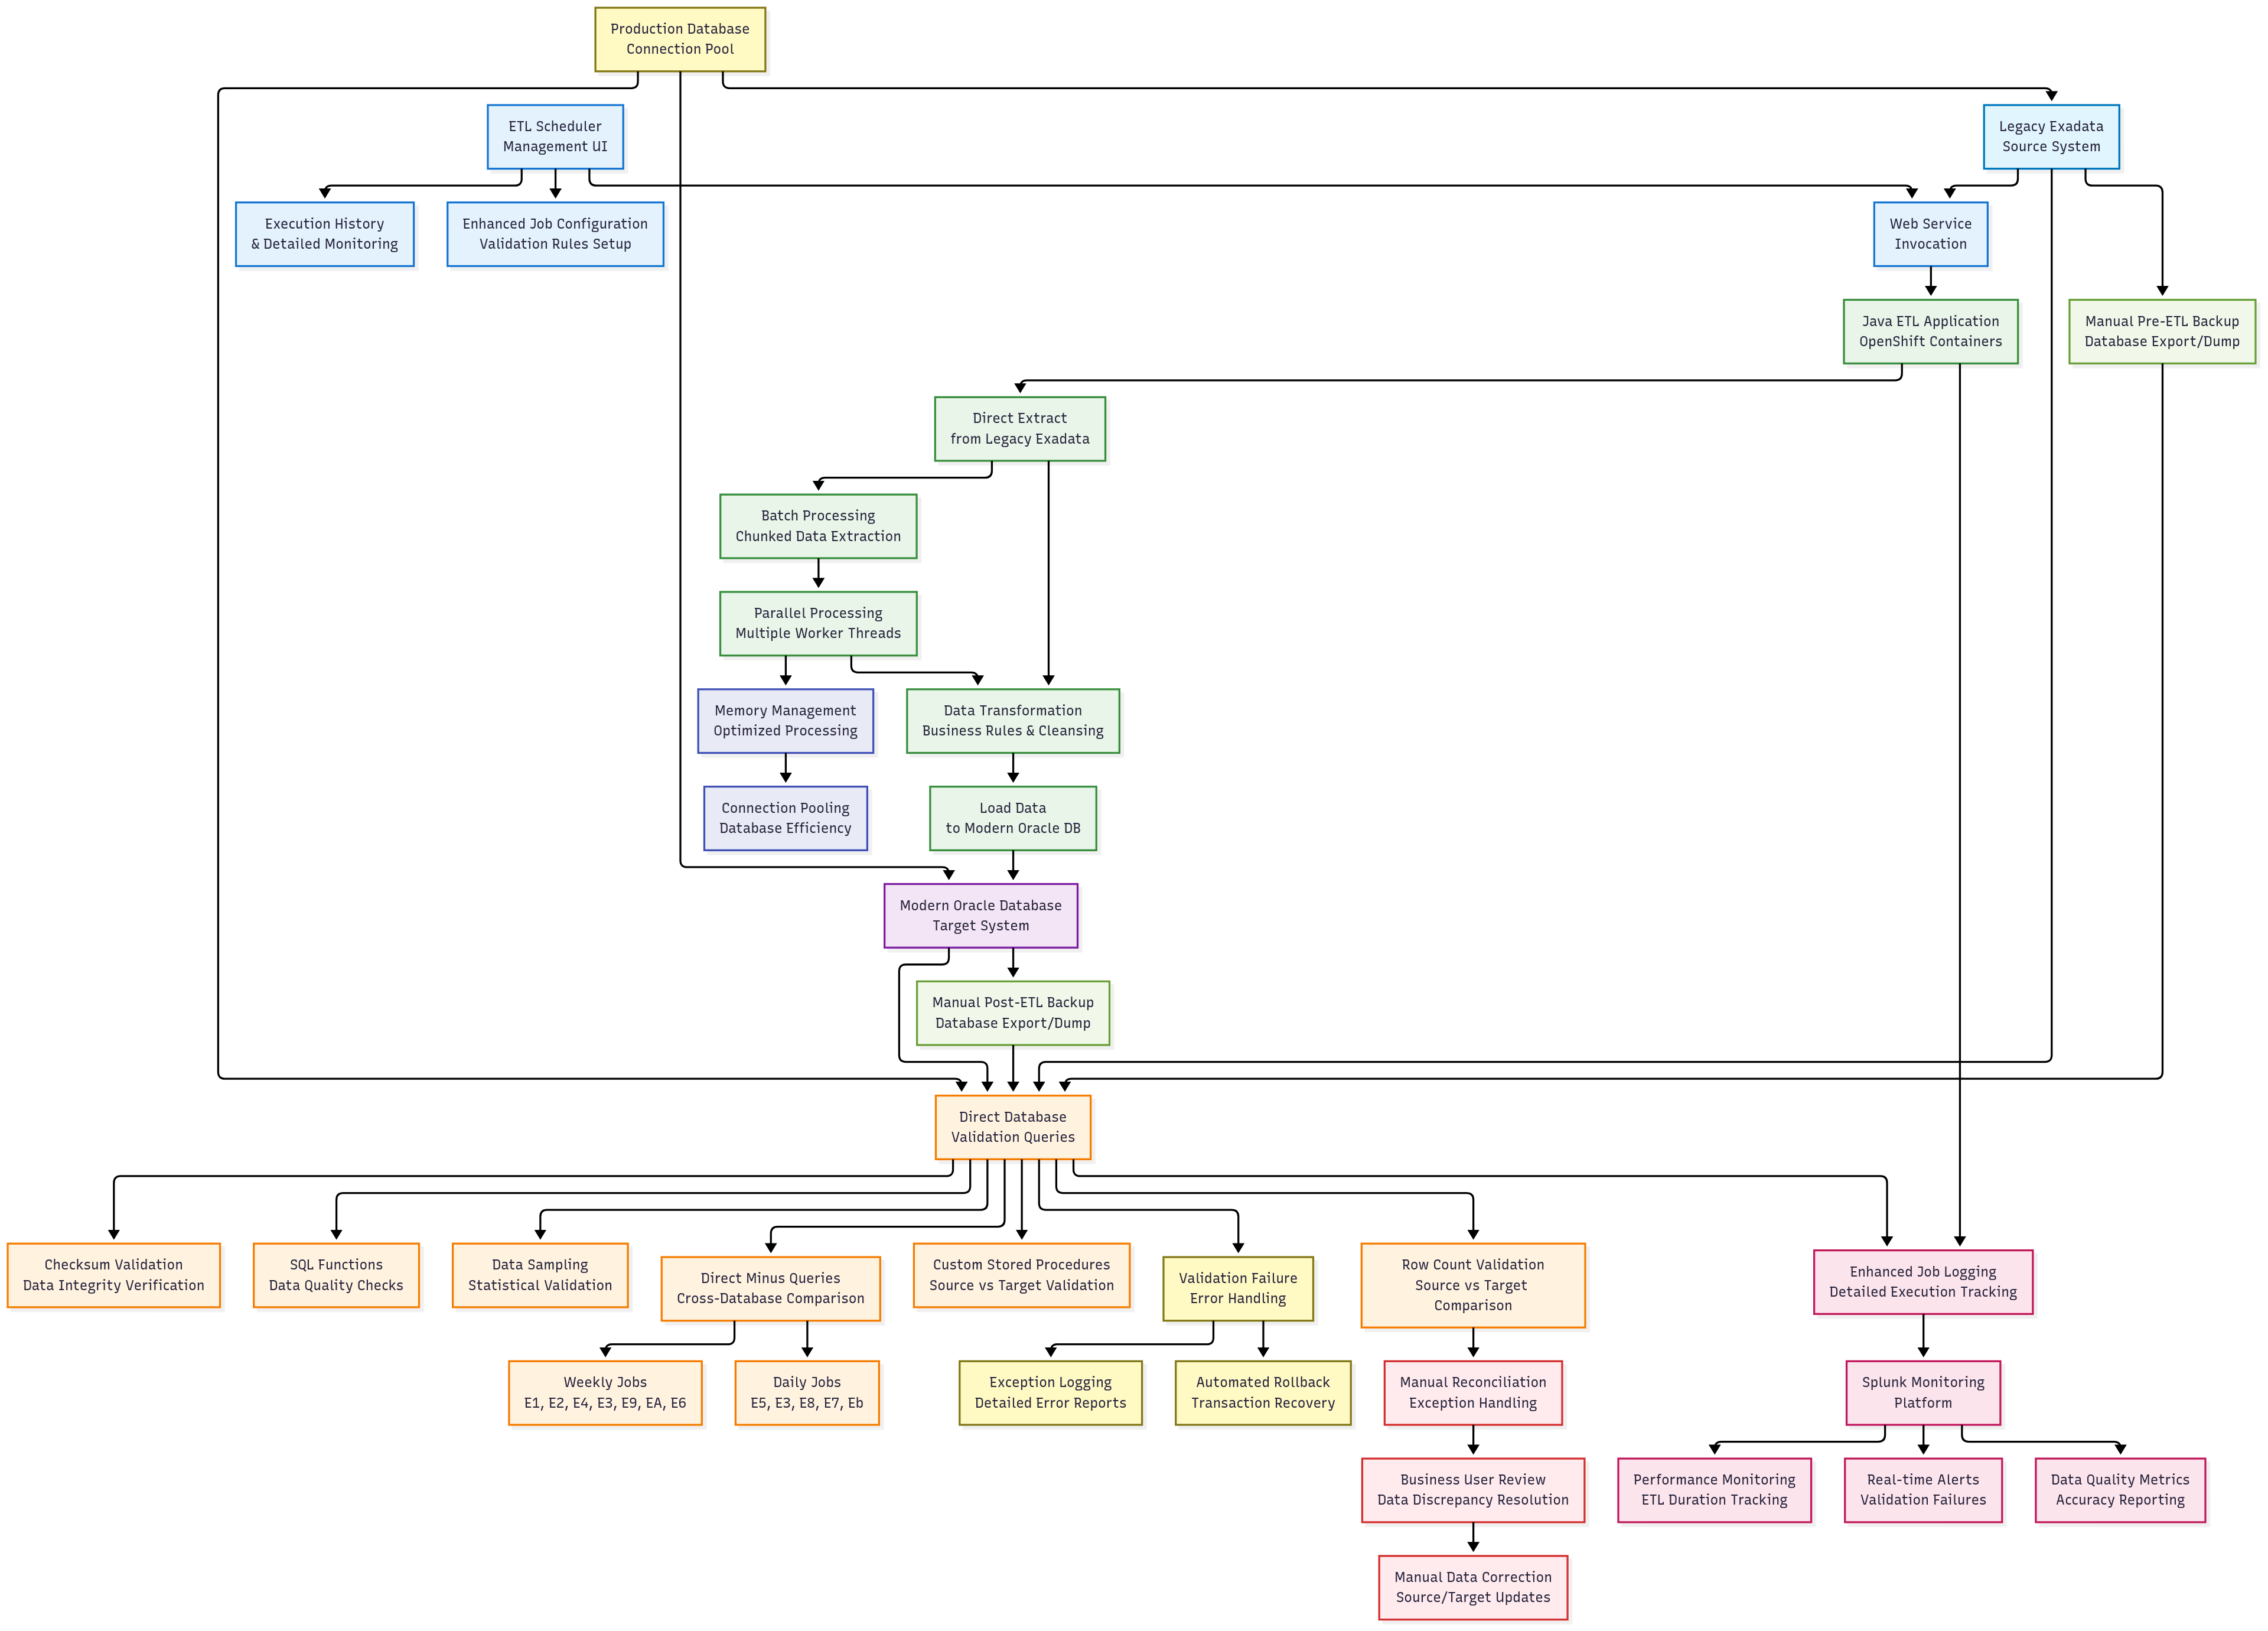 Production Database
Connection Pool
ETL Scheduler
Management UI
Legacy Exadata
Source System
Execution History
& Detailed Monitoring
Enhanced Job Configuration
Validation Rules Setup
Web Service
Invocation
Java ETL Application
OpenShift Containers
Manual Pre-ETL Backup
Database Export/Dump
Direct Extract
from Legacy Exadata
Batch Processing
Chunked Data Extraction
Parallel Processing
Multiple Worker Threads
Memory Management
Optimized Processing
Data Transformation
Business Rules & Cleansing
Connection Pooling
Database Efficiency
Load Data
to Modern Oracle DB
Modern Oracle Database
Target System
Manual Post-ETL Backup
Database Export/Dump
Direct Database
Validation Queries
Checksum Validation
Data Integrity Verification
SQL Functions
Data Quality Checks
Data Sampling
Statistical Validation
Direct Minus Queries
Cross-Database Comparison
Custom Stored Procedures
Source vs Target Validation
Validation Failure
Error Handling
Row Count Validation
Source vs Target
Comparison
Enhanced Job Logging
Detailed Execution Tracking
Weekly Jobs
E1, E2, E4, E3, E9, EA, E6
Daily Jobs
E5, E3, E8, E7, Eb
Exception Logging
Detailed Error Reports
Automated Rollback
Transaction Recovery
Manual Reconciliation
Exception Handling
Splunk Monitoring
Platform
Business User Review
Data Discrepancy Resolution
Performance Monitoring
ETL Duration Tracking
Real-time Alerts
Validation Failures
Data Quality Metrics
Accuracy Reporting
Manual Data Correction
Source/Target Updates